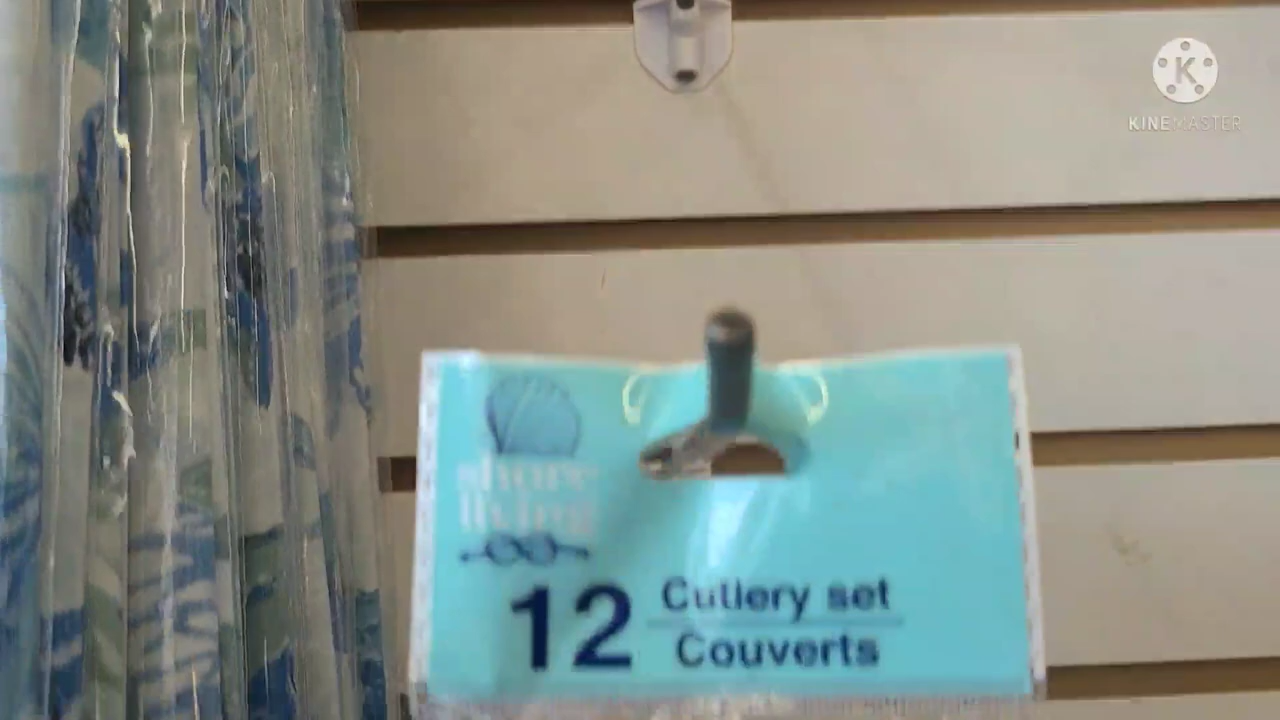 K
KINEMASTER
shore
living
12 Cutlery set
Couverts